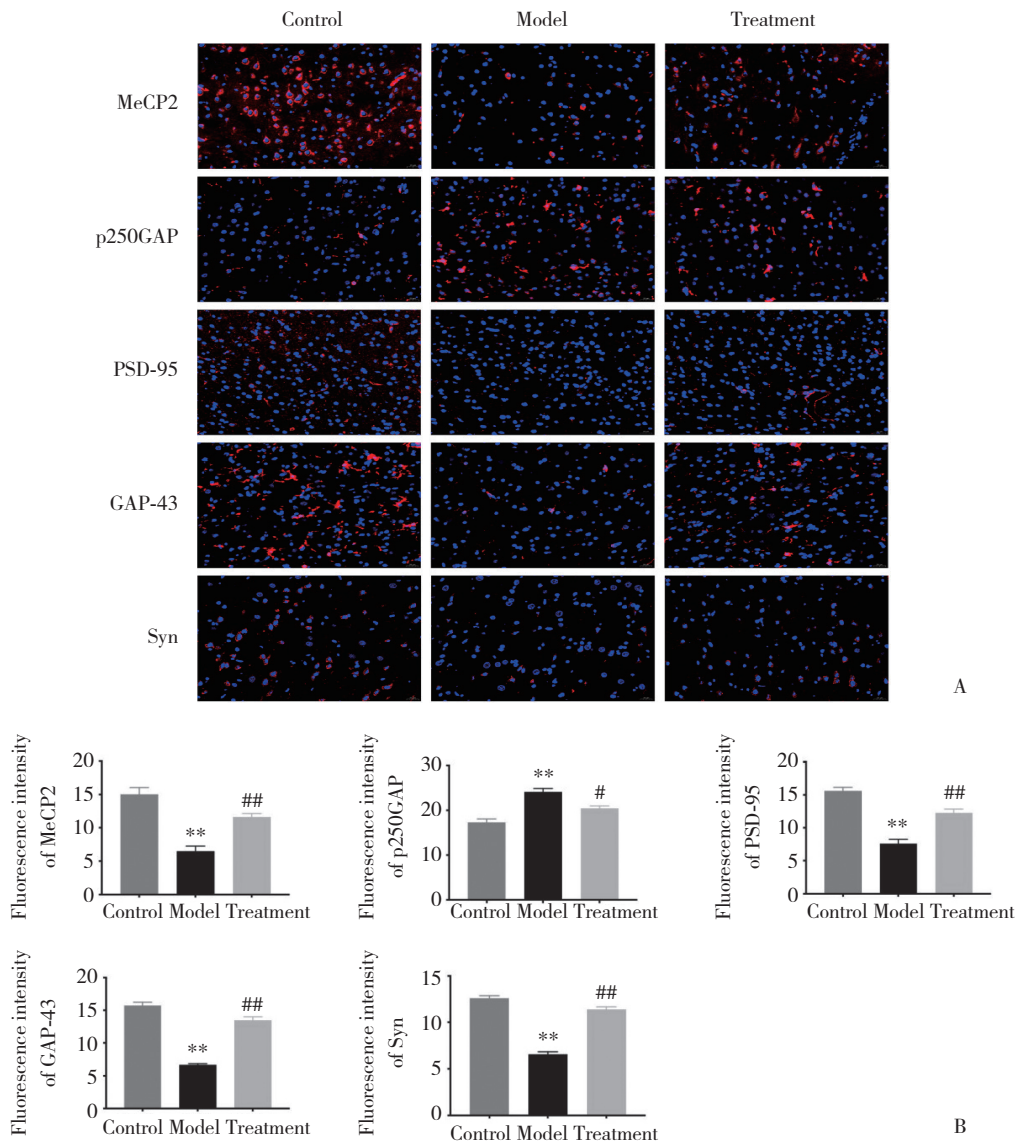 Control Model Treatment
MeCP2
p250GAP
PSD-95
GAP-43
Syn
A
Fluorescence intensity
of MeCP2
20
15
10
5
0
**
##
Control Model Treatment
Fluorescence intensity
of p250GAP
30
20
10
0
**
#
Control Model Treatment
Fluorescence intensity
of PSD-95
20
15
10
5
0
**
##
Control Model Treatment
Fluorescence intensity
of GAP-43
20
15
10
5
0
**
##
Control Model Treatment
Fluorescence intensity
of Syn
15
10
5
0
**
##
Control Model Treatment
B